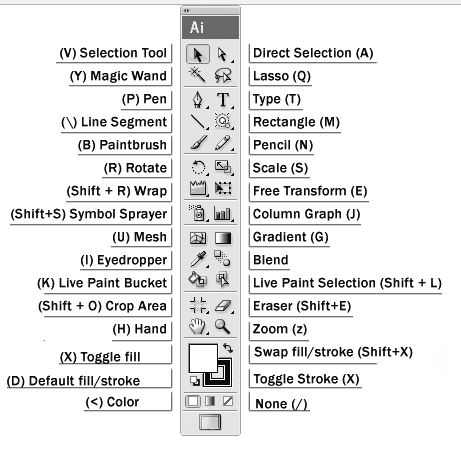 Ai
(V) Selection Tool Direct Selection (A)
(Y) Magic Wand Lasso (Q)
(P) Pen Type (T)
(\) Line Segment Rectangle (M)
(B) Paintbrush Pencil (N)
(R) Rotate Scale (S)
(Shift + R) Wrap Free Transform (E)
(Shift+S) Symbol Sprayer Column Graph (J)
(U) Mesh Gradient (G)
(I) Eyedropper Blend
(K) Live Paint Bucket Live Paint Selection (Shift + L)
(Shift + O) Crop Area Eraser (Shift+E)
(H) Hand Zoom (z)
(X) Toggle fill Swap fill/stroke (Shift+X)
(D) Default fill/stroke Toggle Stroke (X)
(<) Color None (/)